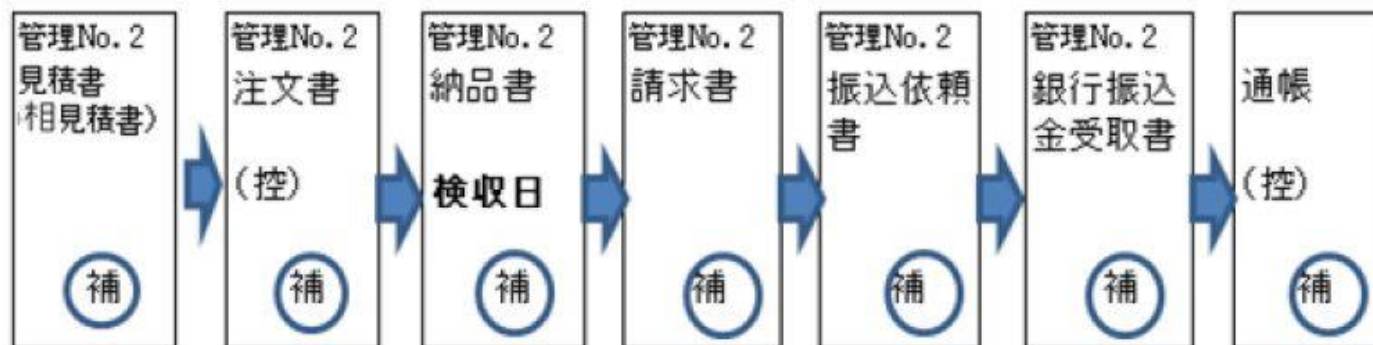 管理No.2
見積書
(相見積書)
補
管理No.2
注文書
(控)
補
管理No.2
納品書
検収日
補
管理No.2
請求書
補
管理No.2
振込依頼
書
補
管理No.2
銀行振込
金受取書
補
通帳
(控)
補